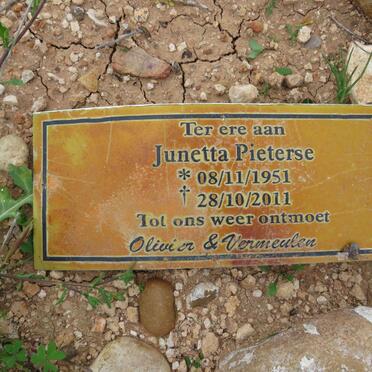 Ter ere aan
Junetta Pieterse
* 08/11/1951
† 28/10/2011
Tot ons weer ontmoet
Olivier & Vermeulen